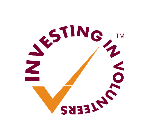 INVESTING IN VOLUNTEERS
TM